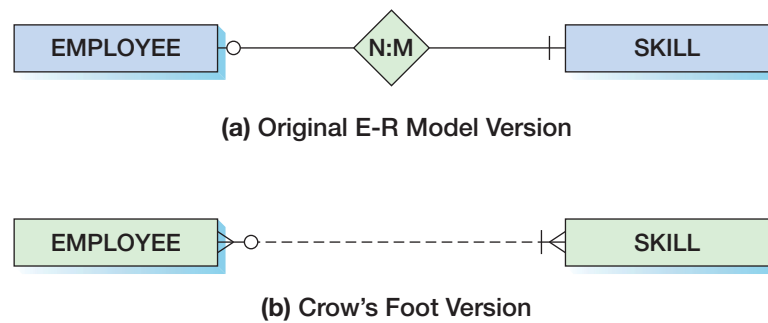 EMPLOYEE N:M SKILL
(a) Original E-R Model Version
EMPLOYEE SKILL
(b) Crow’s Foot Version